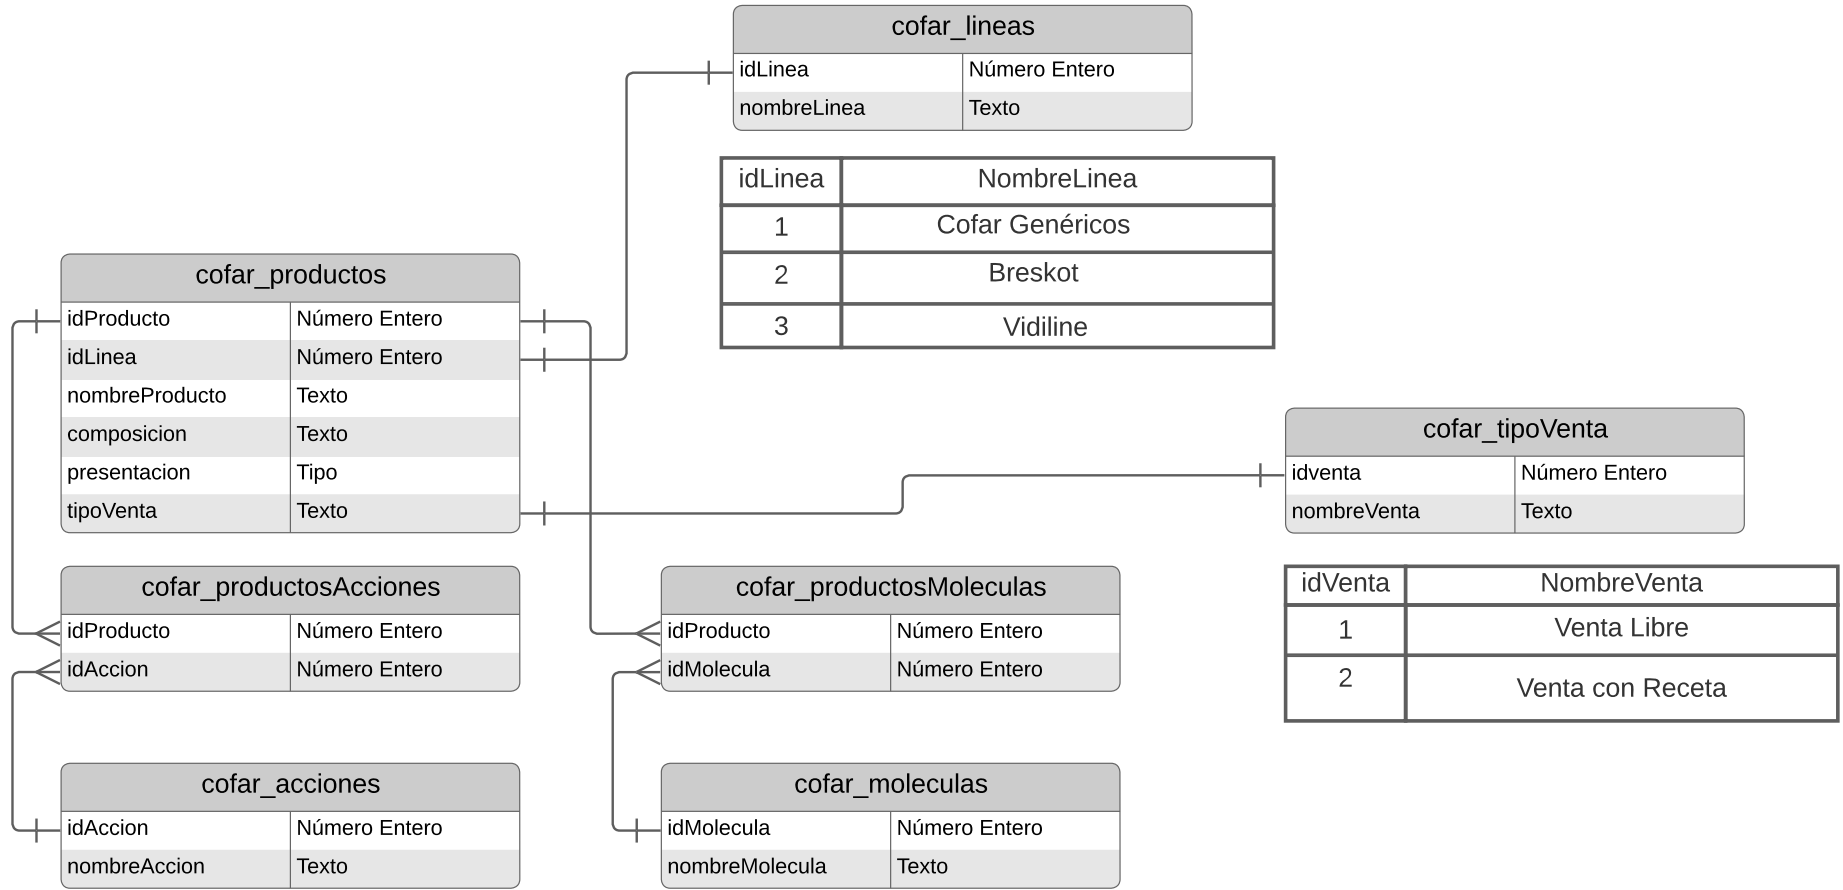 cofar_lineas
idLinea Número Entero
nombreLinea Texto
idLinea NombreLinea
1 Cofar Genéricos
2 Breskot
3 Vidiline
cofar_productos
idProducto Número Entero
idLinea Número Entero
nombreProducto Texto
composicion Texto
presentacion Tipo
tipoVenta Texto
cofar_tipoVenta
idventa Número Entero
nombreVenta Texto
idVenta NombreVenta
1 Venta Libre
2 Venta con Receta
cofar_productosAcciones
idProducto Número Entero
idAccion Número Entero
cofar_productosMoleculas
idProducto Número Entero
idMolecula Número Entero
cofar_acciones
idAccion Número Entero
nombreAccion Texto
cofar_moleculas
idMolecula Número Entero
nombreMolecula Texto